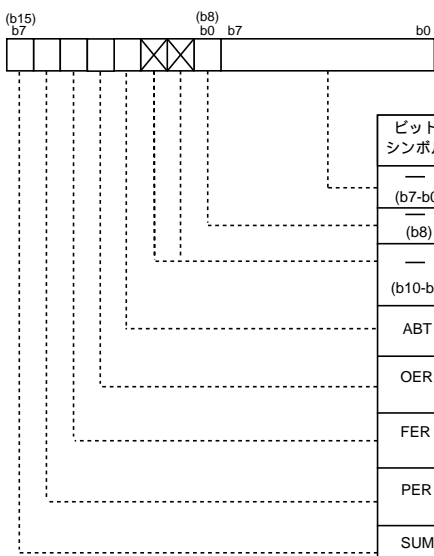 (b15) (b8)
b7 b0 b7 b0
ビット
シンボル
—
(b7-b0
—
(b8)
—
(b10-b
ABT
OER
FER
PER
SUM